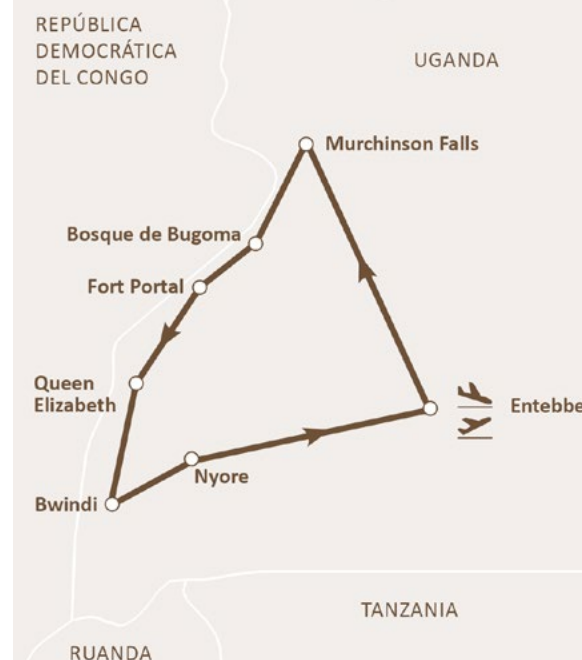 REPÚBLICA
DEMOCRÁTICA
DEL CONGO
UGANDA
Murchinson Falls
Bosque de Bugoma
Fort Portal
Queen
Elizabeth
Entebbe
Nyore
Bwindi
TANZANIA
RUANDA